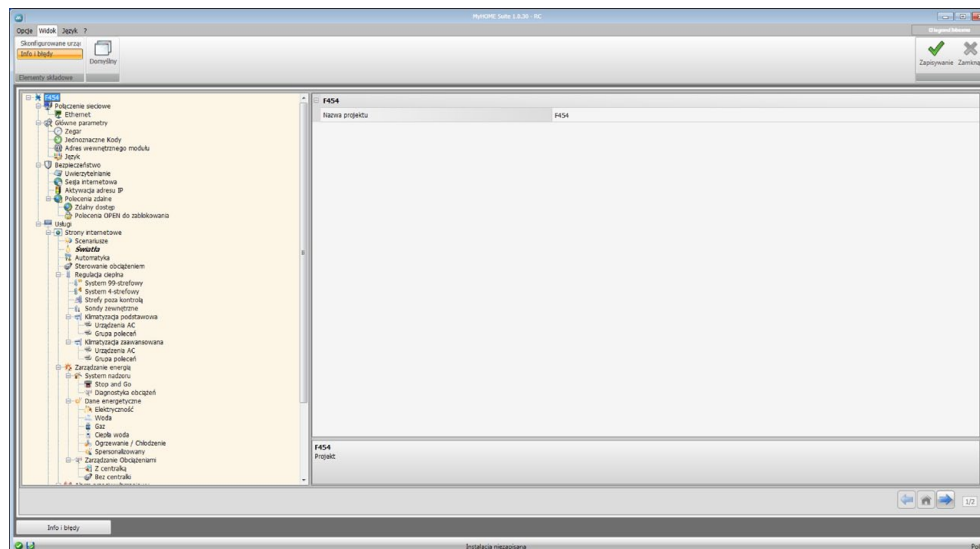 MyHOME Suite 1.0.30 - MC
Opcje Widok Język ?
Skonfigurowane urzą
Info i błędy
Domyślny
Zapisywanie Zamkną
Elementy składowe
F454
Połączenie sieciowe
Ethernet
Główne parametry
Zegar
Jednoznaczne Kody
Adres wewnętrznego modułu
Język
Bezpieczeństwo
Uwierzytelnianie
Sesja internetowa
Aktywacja adresu IP
Polecenia zdalne
Zdalny dostęp
Polecenia OPEN do zablokowania
Usługi
Strony internetowe
Scenariusze
Światła
Automatyka
Sterowanie obciążeniem
Regulacja cieplna
System 99-strefowy
System 4-strefowy
Strefy poza kontrolą
Sondy zewnętrzne
Klimatyzacja podstawowa
Urządzenia AC
Grupa poleceń
Klimatyzacja zaawansowana
Urządzenia AC
Grupa poleceń
Zarządzanie energią
System nadzoru
Stop and Go
Diagnostyka obciążeń
Dane energetyczne
Elektryczność
Woda
Gaz
Ciepła woda
Ogrzewanie / Chłodzenie
Spersonalizowany
Zarządzanie Obciążeniami
Z centralką
Bez centralki
F454
Nazwa projektu F454
F454
Projekt
1/2
Info i błędy
Instalacja niezapisana